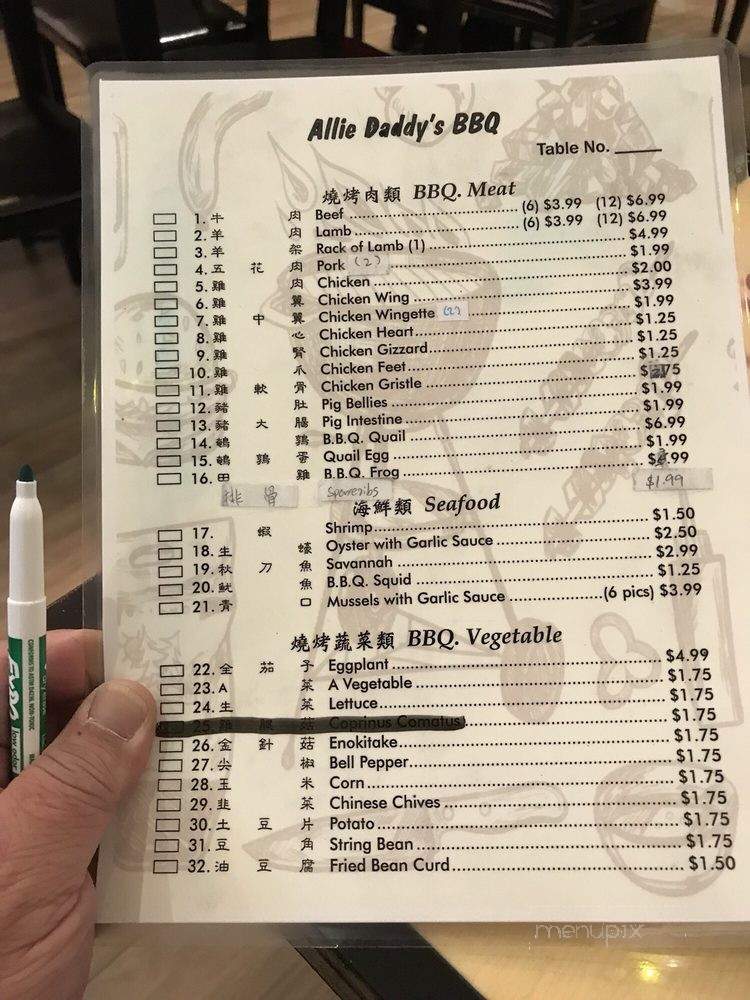 Allie Daddy's BBQ
Table No.
燒烤肉類 BBQ. Meat
1. 牛 肉 Beef (6) $3.99 (12) $6.99
2. 羊 肉 Lamb (6) $3.99 (12) $6.99
3. 羊 架 Rack of Lamb (1) $4.99
4. 五 花 肉 Pork (2) $1.99
5. 雞 肉 Chicken $2.00
6. 雞 翼 Chicken Wing $3.99
7. 雞 中 翼 Chicken Wingette (2) $1.99
8. 雞 心 Chicken Heart $1.25
9. 雞 腎 Chicken Gizzard $1.25
10. 雞 爪 Chicken Feet $1.25
11. 雞 軟 骨 Chicken Gristle $ 75
12. 豬 肚 Pig Bellies $1.99
13. 豬 大 腸 Pig Intestine $1.99
14. 鵪 鶉 B.B.Q. Quail $6.99
15. 鵪 鶉 蛋 Quail Egg $1.99
16. 田 雞 B.B.Q. Frog $ .99
排 骨 Spareribs $1.99
海鮮類 Seafood
17. 蝦 Shrimp $1.50
18. 生 蠔 Oyster with Garlic Sauce $2.50
19. 秋 刀 魚 Savannah $2.99
20. 魷 魚 B.B.Q. Squid $1.25
21. 青 口 Mussels with Garlic Sauce (6 pics) $3.99
燒烤蔬菜類 BBQ. Vegetable
22. 全 茄 子 Eggplant $4.99
23. A 菜 A Vegetable $1.75
24. 生 菜 Lettuce $1.75
25. 雞 腿 菇 Coprinus Comatus $1.75
26. 金 針 菇 Enokitake $1.75
27. 尖 椒 Bell Pepper $1.75
28. 玉 米 Corn $1.75
29. 韭 菜 Chinese Chives $1.75
30. 土 豆 片 Potato $1.75
31. 豆 角 String Bean $1.75
32. 油 豆 腐 Fried Bean Curd $1.50
EXPO
low odor
menupix